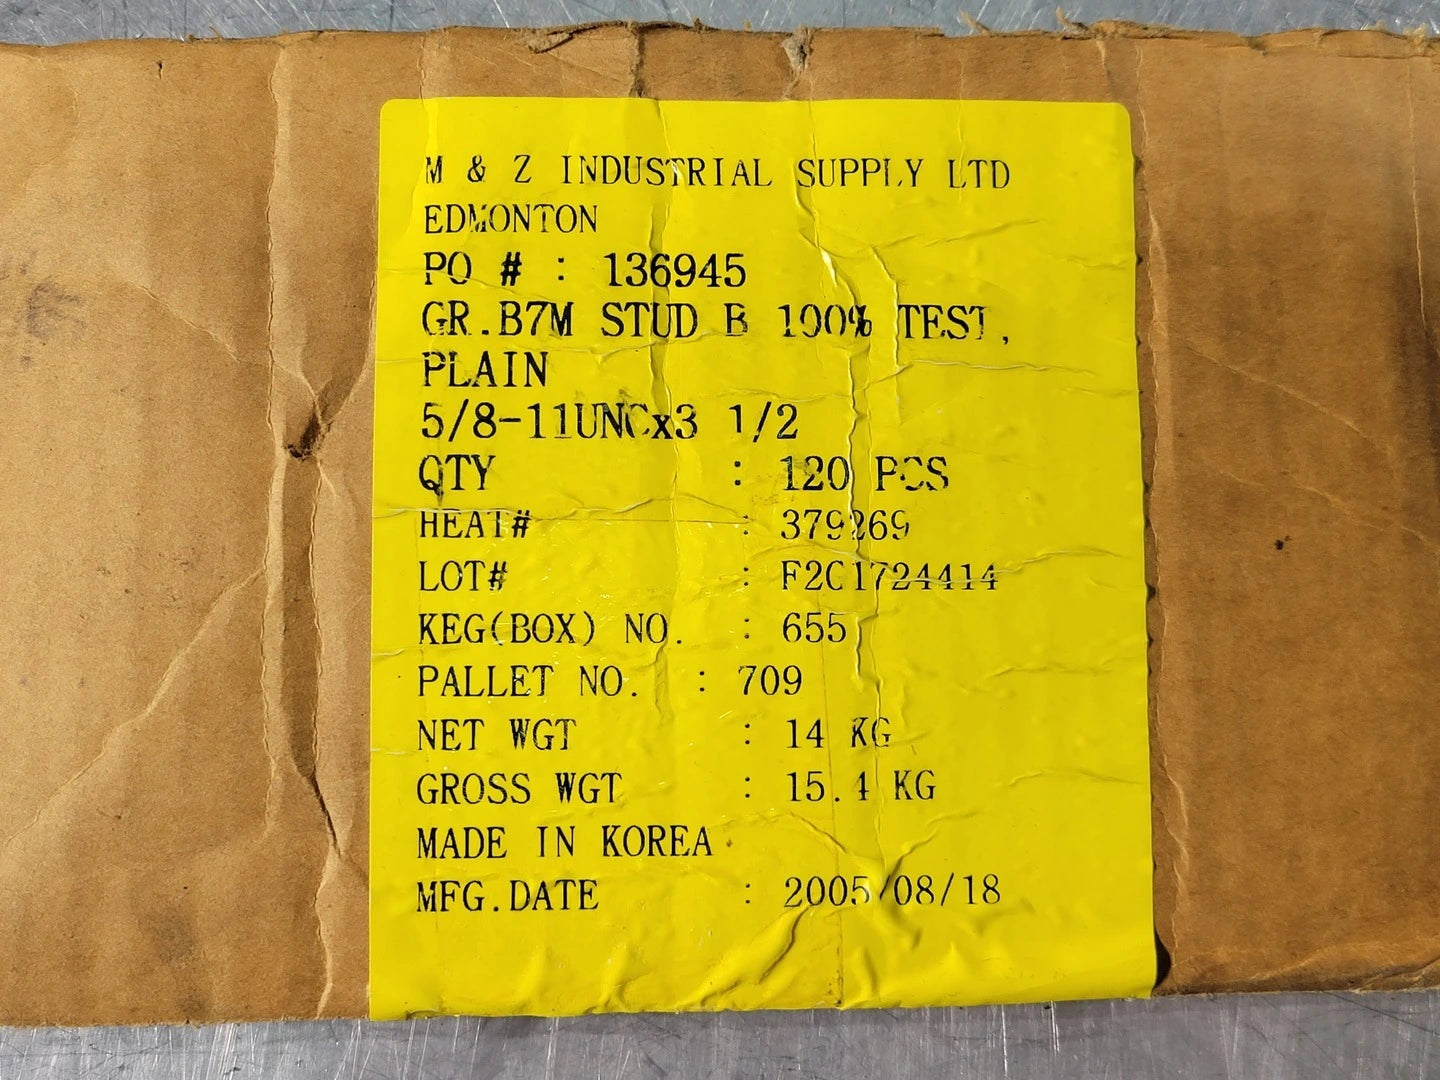 M & Z INDUSTRIAL SUPPLY LTD
EDMONTON
PO # : 136945
GR.B7M STUD B 100% TEST,
PLAIN
5/8-11UNCx3 1/2
QTY : 120 PCS
HEAT# : 379269
LOT# : F2C1724414
KEG(BOX) NO. : 655
PALLET NO. : 709
NET WGT : 14 KG
GROSS WGT : 15.4 KG
MADE IN KOREA
MFG.DATE : 2005/08/18